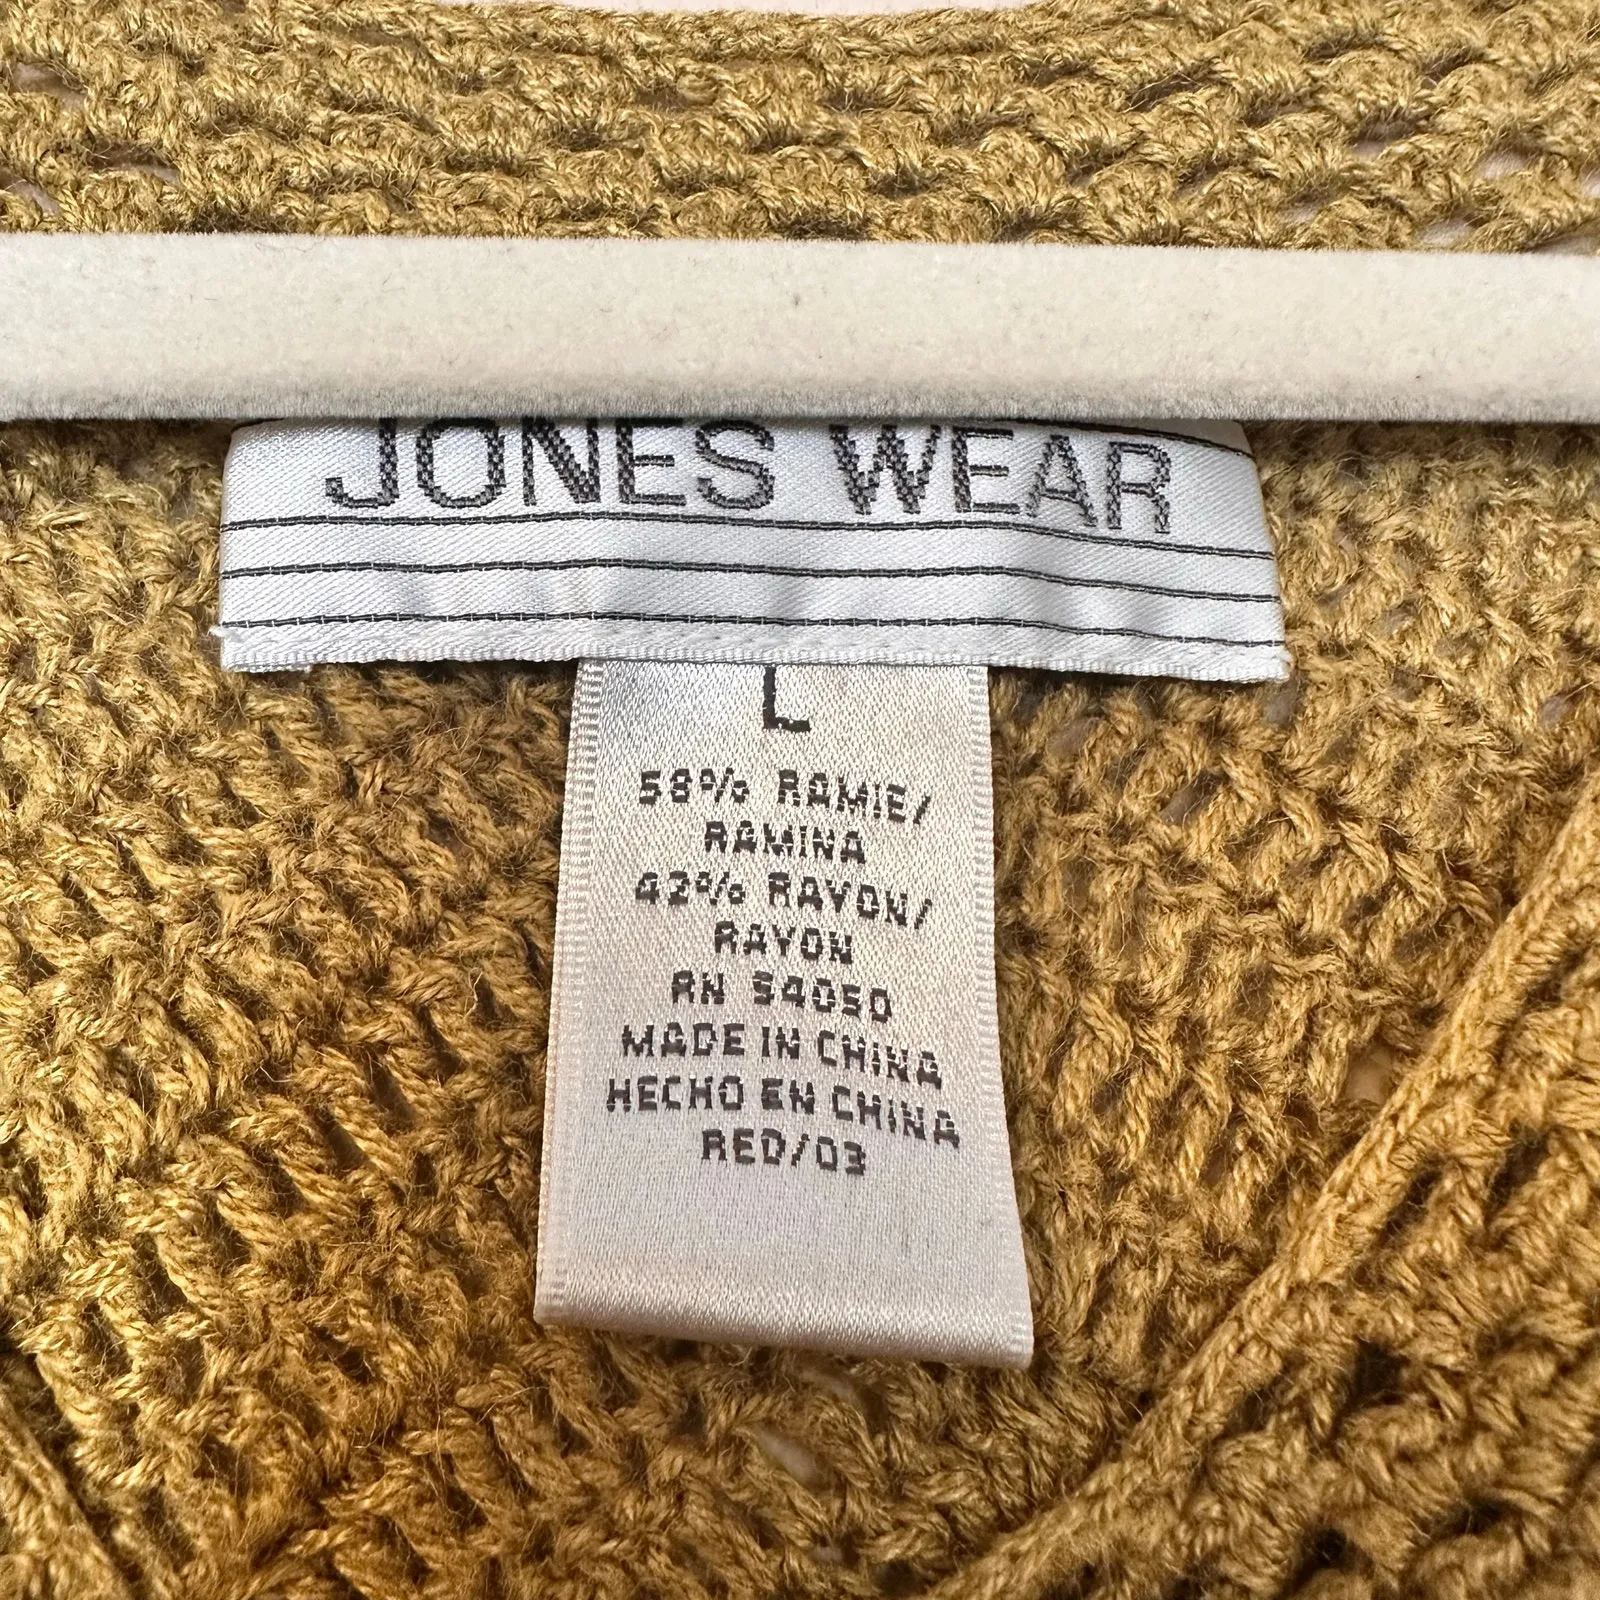 JONES WEAR
L
58% RAMIE/
RAMINA
42% RAYON/
RAYON
RN 54050
MADE IN CHINA
HECHO EN CHINA
RED/03